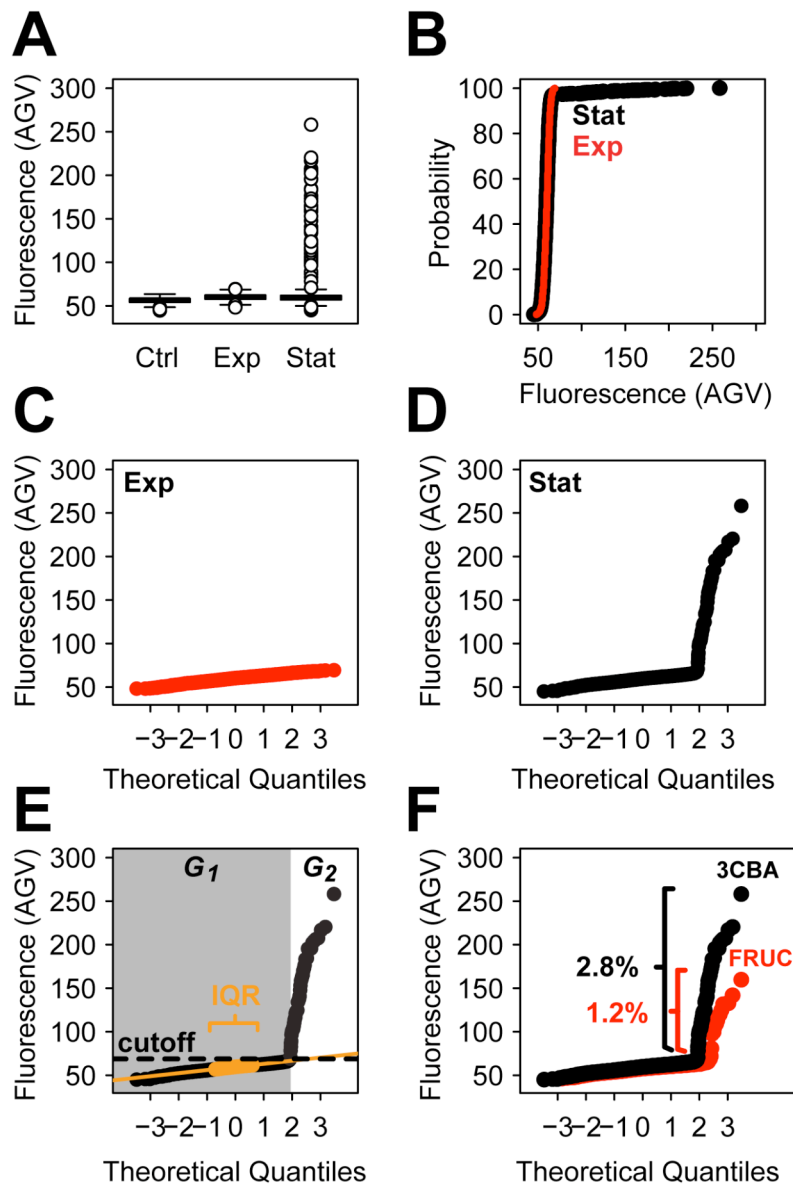 A
Fluorescence (AGV)
300
250
200
150
100
50
Ctrl Exp Stat
B
Probability
100
80
60
40
20
0
Stat
Exp
50 150 250
Fluorescence (AGV)
C
Fluorescence (AGV)
300
250
200
150
100
50
Exp
−3 −2 −1 0 1 2 3
Theoretical Quantiles
D
Fluorescence (AGV)
300
250
200
150
100
50
Stat
−3 −2 −1 0 1 2 3
Theoretical Quantiles
E
Fluorescence (AGV)
300
250
200
150
100
50
G1 G2
IQR
cutoff
−3 −2 −1 0 1 2 3
Theoretical Quantiles
F
Fluorescence (AGV)
300
250
200
150
100
50
3CBA
2.8%
FRUC
1.2%
−3 −2 −1 0 1 2 3
Theoretical Quantiles